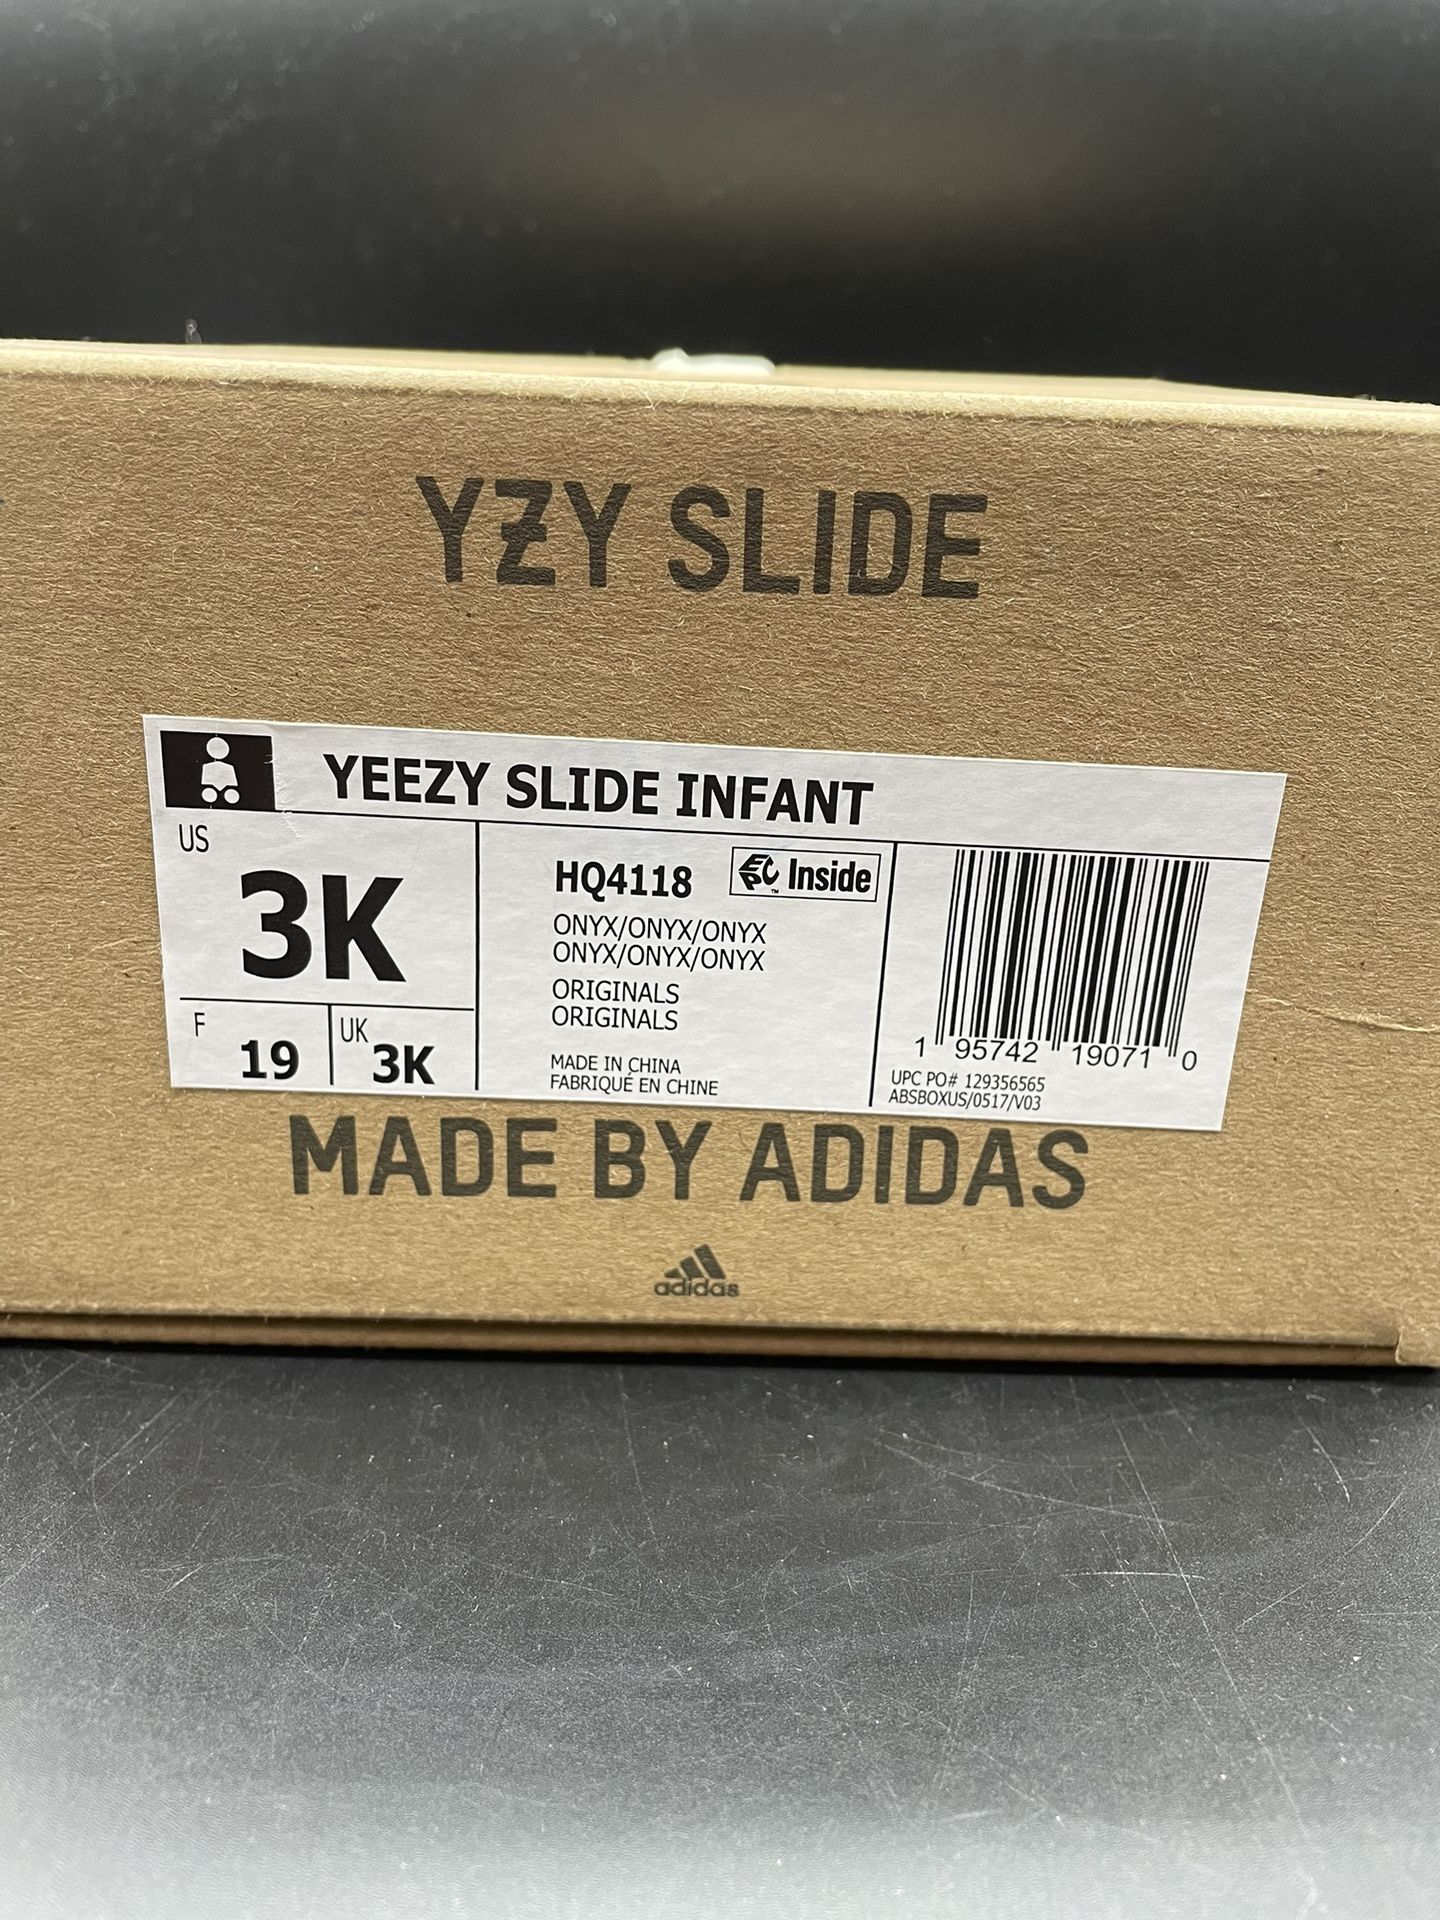 YZY SLIDE
YEEZY SLIDE INFANT
US
3K
F
19
UK
3K
HQ4118
EPC Inside
™
ONYX/ONYX/ONYX
ONYX/ONYX/ONYX
ORIGINALS
ORIGINALS
MADE IN CHINA
FABRIQUÉ EN CHINE
1 95742 19071 0
UPC PO# 129356565
ABSBOXUS/0517/V03
MADE BY ADIDAS
adidas